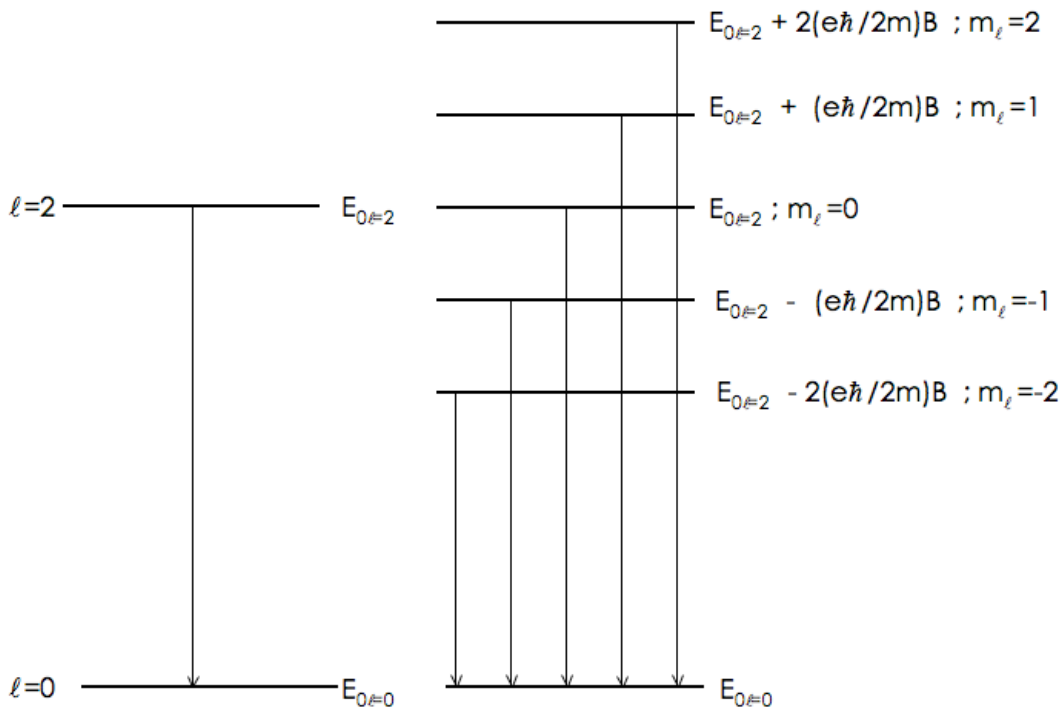 E₀ℓ=2 + 2(eħ/2m)B ; mℓ=2
E₀ℓ=2 + (eħ/2m)B ; mℓ=1
ℓ=2 E₀ℓ=2 E₀ℓ=2 ; mℓ=0
E₀ℓ=2 - (eħ/2m)B ; mℓ=-1
E₀ℓ=2 - 2(eħ/2m)B ; mℓ=-2
ℓ=0 E₀ℓ=0 E₀ℓ=0